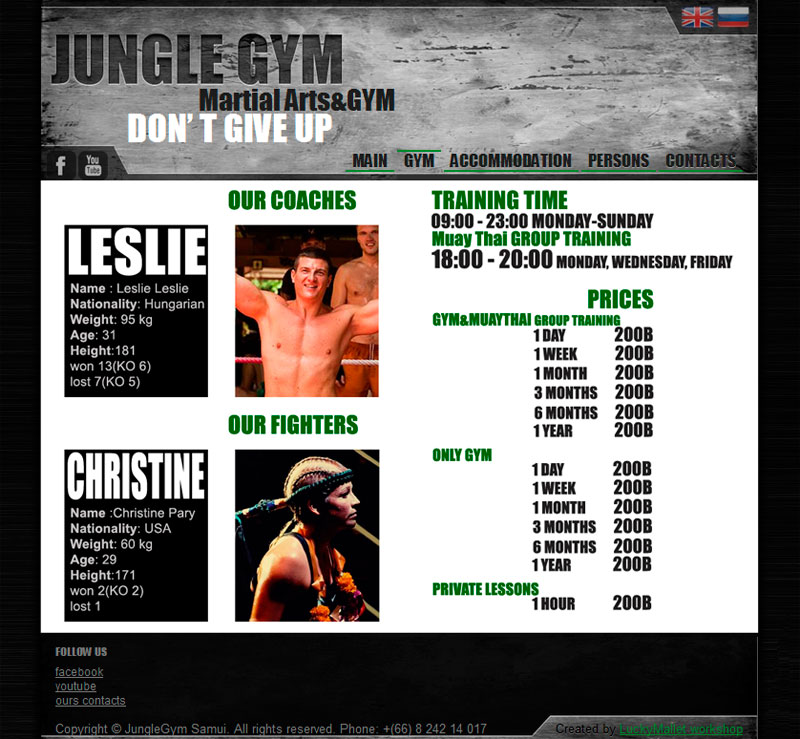 JUNGLE GYM
Martial Arts&GYM
DON' T GIVE UP
f
You Tube
MAIN GYM ACCOMMODATION PERSONS CONTACTS
OUR COACHES
LESLIE
Name : Leslie Leslie
Nationality: Hungarian
Weight: 95 kg
Age: 31
Height:181
won 13(KO 6)
lost 7(KO 5)
OUR FIGHTERS
CHRISTINE
Name :Christine Pary
Nationality: USA
Weight: 60 kg
Age: 29
Height:171
won 2(KO 2)
lost 1
TRAINING TIME
09:00 - 23:00 MONDAY-SUNDAY
Muay Thai GROUP TRAINING
18:00 - 20:00 MONDAY, WEDNESDAY, FRIDAY
PRICES
GYM&MUAYTHAI GROUP TRAINING
1 DAY 200B
1 WEEK 200B
1 MONTH 200B
3 MONTHS 200B
6 MONTHS 200B
1 YEAR 200B
ONLY GYM
1 DAY 200B
1 WEEK 200B
1 MONTH 200B
3 MONTHS 200B
6 MONTHS 200B
1 YEAR 200B
PRIVATE LESSONS
1 HOUR 200B
FOLLOW US
facebook
youtube
ours contacts
Copyright © JungleGym Samui. All rights reserved. Phone: +(66) 8 242 14 017
Created by LuckyMallet workshop